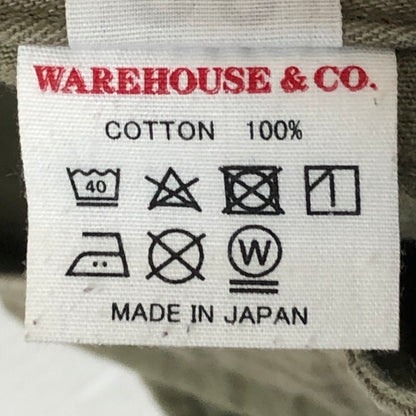 WAREHOUSE & CO.
COTTON 100%
40
W
MADE IN JAPAN